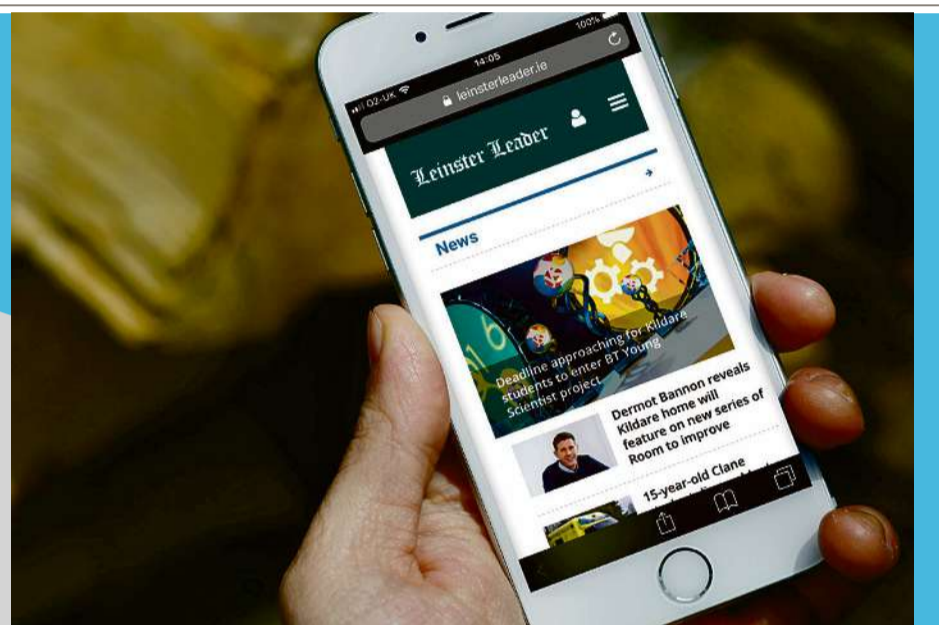 O2-UK
14:05
100%
leinsterleader.ie
Leinster Leader
News
Deadline approaching for Kildare
students to enter BT Young
Scientist project
Dermot Bannon reveals
Kildare home will
feature on new series of
Room to improve
15-year-old Clane